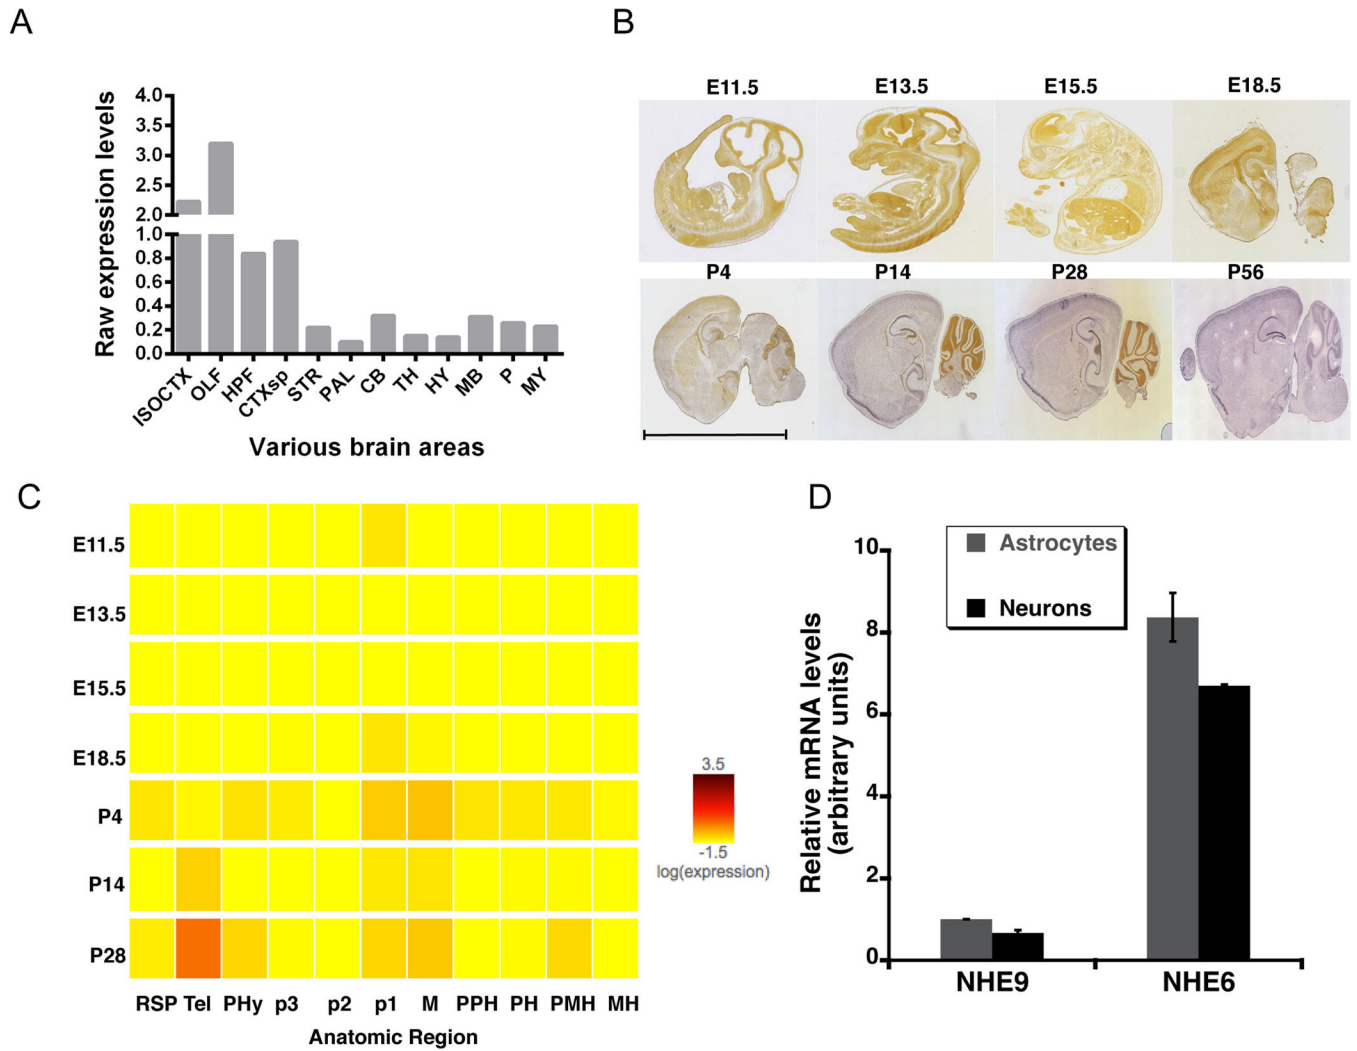 A
B
Raw expression levels
4.0
3.5
3.0
2.5
2.0
1.0
0.8
0.6
0.4
0.2
0.0
ISOCTX
OLF
HPF
CTXsp
STR
PAL
CB
TH
HY
MB
P
MY
Various brain areas
E11.5
E13.5
E15.5
E18.5
P4
P14
P28
P56
C
E11.5
E13.5
E15.5
E18.5
P4
P14
P28
RSP Tel PHy p3 p2 p1 M PPH PH PMH MH
Anatomic Region
3.5
-1.5
log(expression)
D
Relative mRNA levels
(arbitrary units)
10
8
6
4
2
0
Astrocytes
Neurons
NHE9
NHE6